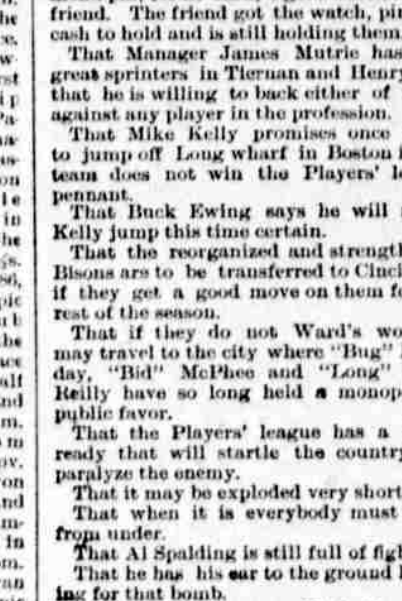 friend. The friend got the watch, pin
cash to hold and is still holding them
That Manager James Mutrie has
great sprinters in Tiernan and Henry
that he is willing to back either of
against any player in the profession.
That Mike Kelly promises once
to jump off Long wharf in Boston i
team does not win the Players' le
pennant.
That Buck Ewing says he will
Kelly jump this time certain.
That the reorganized and strength
Bisons are to be transferred to Cinci
if they get a good move on them fo
rest of the season.
That if they do not Ward's wo
may travel to the city where "Bug"
day, "Bid" McPhee and "Long"
Reilly have so long held a monop
public favor.
That the Players' league has a
ready that will startle the country
paralyze the enemy.
That it may be exploded very short
That when it is everybody must
from under.
That Al Spalding is still full of figh
That he has his ear to the ground l
ing for that bomb.